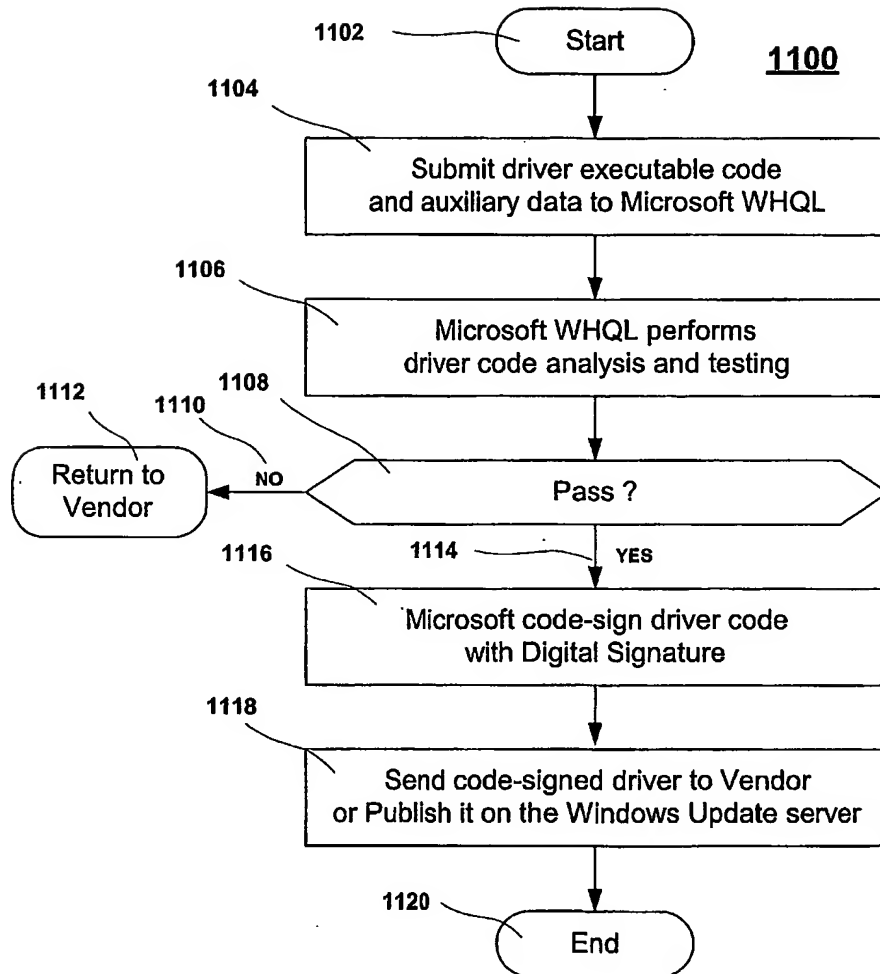 1102
Start
1100
1104
Submit driver executable code
and auxiliary data to Microsoft WHQL
1106
Microsoft WHQL performs
driver code analysis and testing
1108
1110
1112
Return to
Vendor
NO
Pass ?
1114
YES
1116
Microsoft code-sign driver code
with Digital Signature
1118
Send code-signed driver to Vendor
or Publish it on the Windows Update server
1120
End